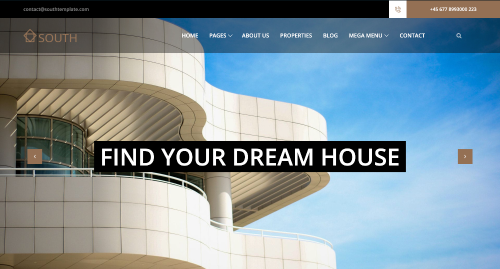 contact@southtemplate.com
+45 677 8993000 223
SOUTH
HOME PAGES ABOUT US PROPERTIES BLOG MEGA MENU CONTACT
FIND YOUR DREAM HOUSE